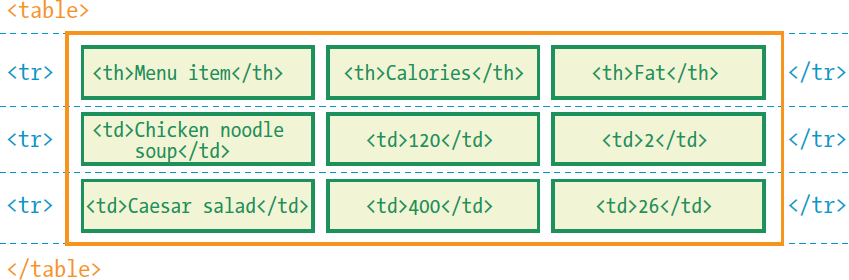 <table>
<tr> <th>Menu item</th> <th>Calories</th> <th>Fat</th> </tr>
<tr> <td>Chicken noodle soup</td> <td>120</td> <td>2</td> </tr>
<tr> <td>Caesar salad</td> <td>400</td> <td>26</td> </tr>
</table>